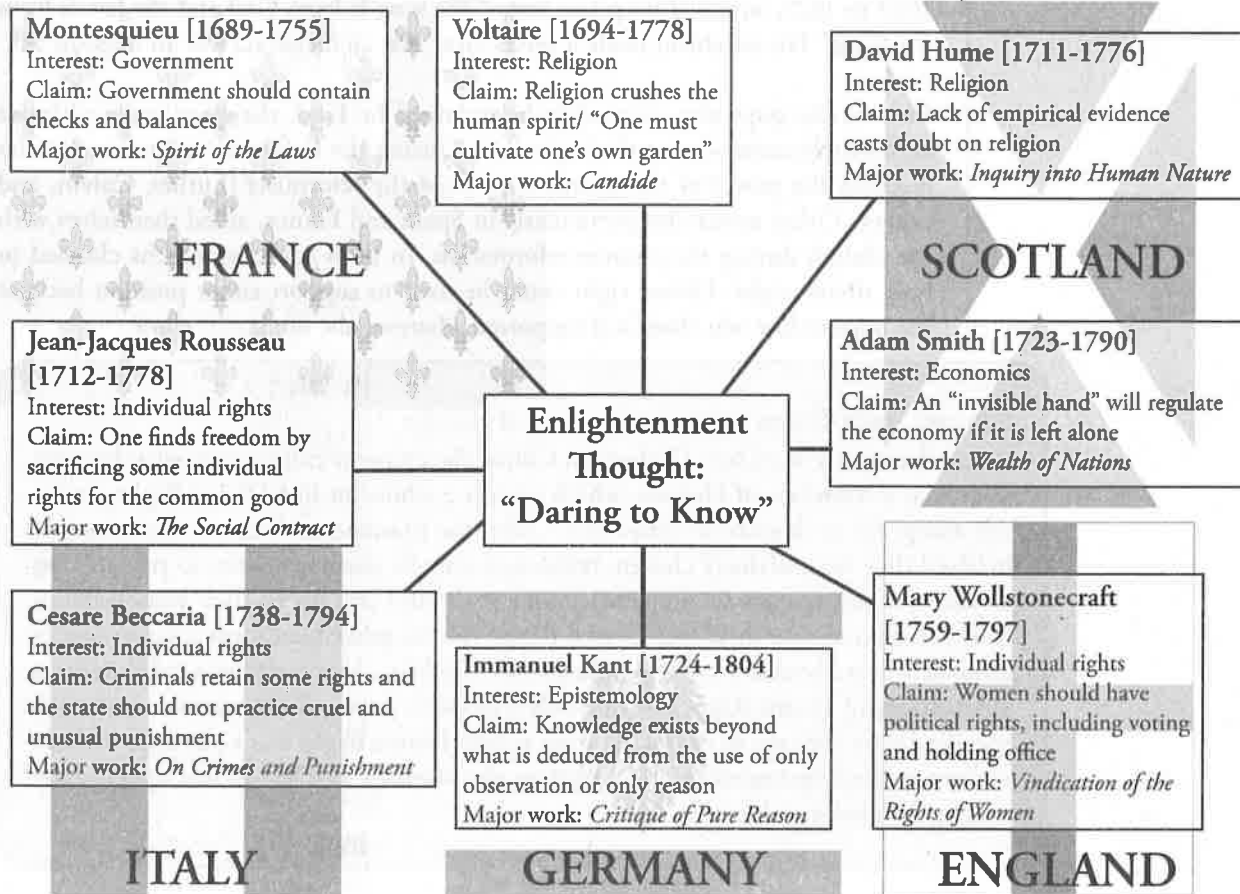 Montesquieu [1689-1755]
Interest: Government
Claim: Government should contain
checks and balances
Major work: Spirit of the Laws
Voltaire [1694-1778]
Interest: Religion
Claim: Religion crushes the
human spirit/ “One must
cultivate one’s own garden”
Major work: Candide
David Hume [1711-1776]
Interest: Religion
Claim: Lack of empirical evidence
casts doubt on religion
Major work: Inquiry into Human Nature
FRANCE
SCOTLAND
Jean-Jacques Rousseau
[1712-1778]
Interest: Individual rights
Claim: One finds freedom by
sacrificing some individual
rights for the common good
Major work: The Social Contract
Enlightenment
Thought:
“Daring to Know”
Adam Smith [1723-1790]
Interest: Economics
Claim: An “invisible hand” will regulate
the economy if it is left alone
Major work: Wealth of Nations
Cesare Beccaria [1738-1794]
Interest: Individual rights
Claim: Criminals retain some rights and
the state should not practice cruel and
unusual punishment
Major work: On Crimes and Punishment
Immanuel Kant [1724-1804]
Interest: Epistemology
Claim: Knowledge exists beyond
what is deduced from the use of only
observation or only reason
Major work: Critique of Pure Reason
Mary Wollstonecraft
[1759-1797]
Interest: Individual rights
Claim: Women should have
political rights, including voting
and holding office
Major work: Vindication of the
Rights of Women
ITALY
GERMANY
ENGLAND